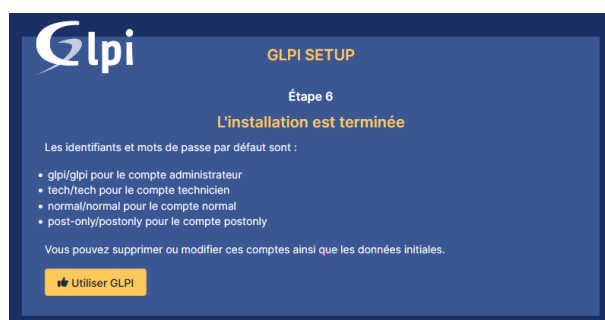 Glpi
GLPI SETUP
Étape 6
L'installation est terminée
Les identifiants et mots de passe par défaut sont :
• glpi/glpi pour le compte administrateur
• tech/tech pour le compte technicien
• normal/normal pour le compte normal
• post-only/postonly pour le compte postonly
Vous pouvez supprimer ou modifier ces comptes ainsi que les données initiales.
Utiliser GLPI